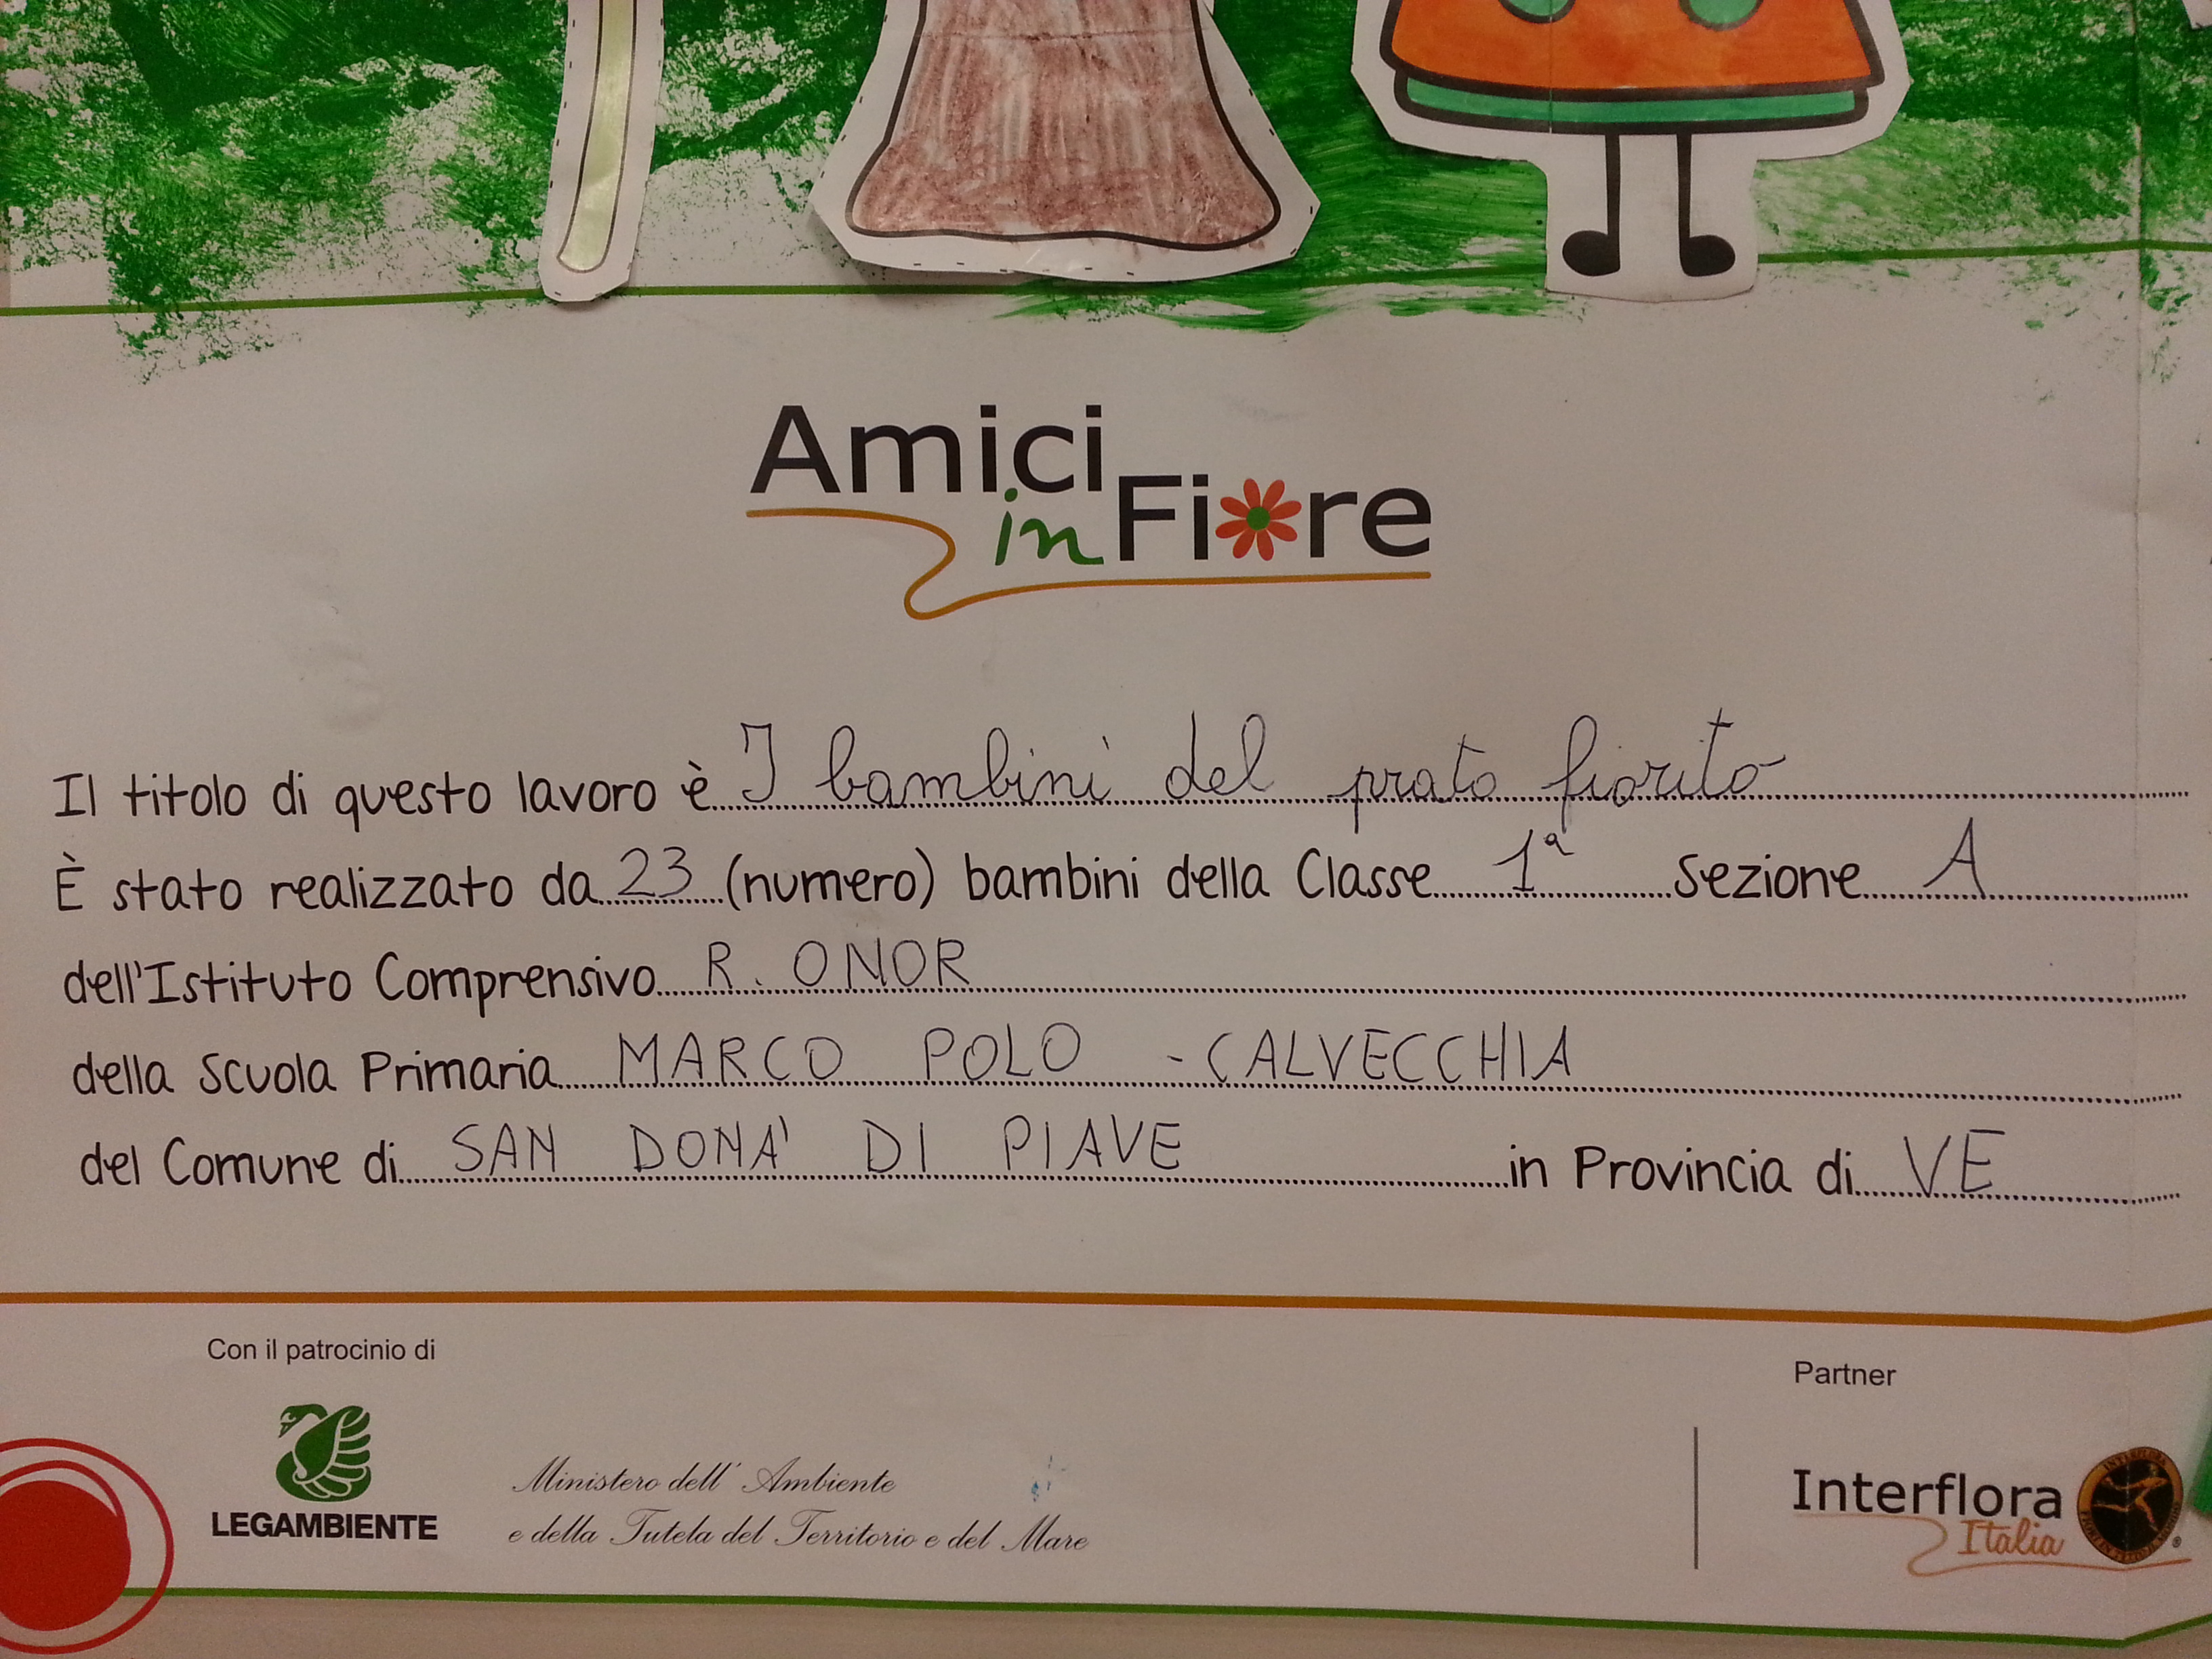 Amici
in Fiore
Il titolo di questo lavoro è I bambini del prato fiorito
È stato realizzato da 23 (numero) bambini della Classe 1ª Sezione A
dell'Istituto Comprensivo R. ONOR
della Scuola Primaria MARCO POLO - CALVECCHIA
del Comune di SAN DONA' DI PIAVE in Provincia di VE
Con il patrocinio di
LEGAMBIENTE
Ministero dell'Ambiente
e della Tutela del Territorio e del Mare
Partner
Interflora
Italia
INTERFLORA